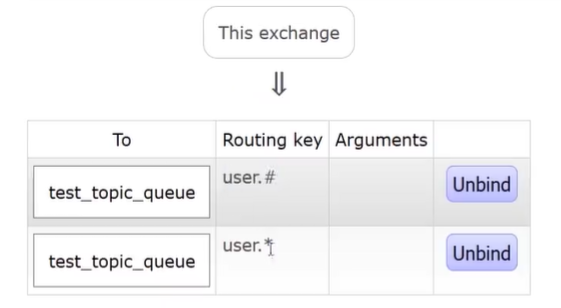 This exchange
⇓
To Routing key Arguments
test_topic_queue user.# Unbind
test_topic_queue user.* Unbind